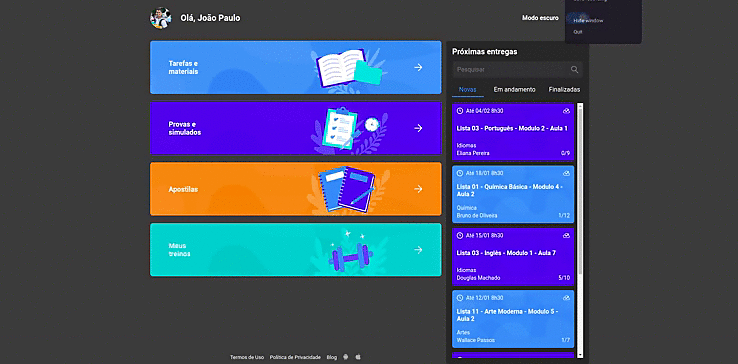 Olá, João Paulo
Modo escuro
Hide window
Quit
Tarefas e
materiais
Provas e
simulados
Apostilas
Meus
treinos
Próximas entregas
Pesquisar
Novas
Em andamento
Finalizadas
Até 04/02 8h30
Lista 03 - Português - Modulo 2 - Aula 1
Idiomas
Eliana Pereira
0/9
Até 18/01 8h30
Lista 01 - Química Básica - Modulo 4 -
Aula 2
Química
Bruno de Oliveira
1/12
Até 15/01 8h30
Lista 03 - Inglês - Modulo 1 - Aula 7
Idiomas
Douglas Machado
5/10
Até 12/01 8h30
Lista 11 - Arte Moderna - Modulo 5 -
Aula 2
Artes
Wallace Passos
1/7
Termos de Uso
Política de Privacidade
Blog